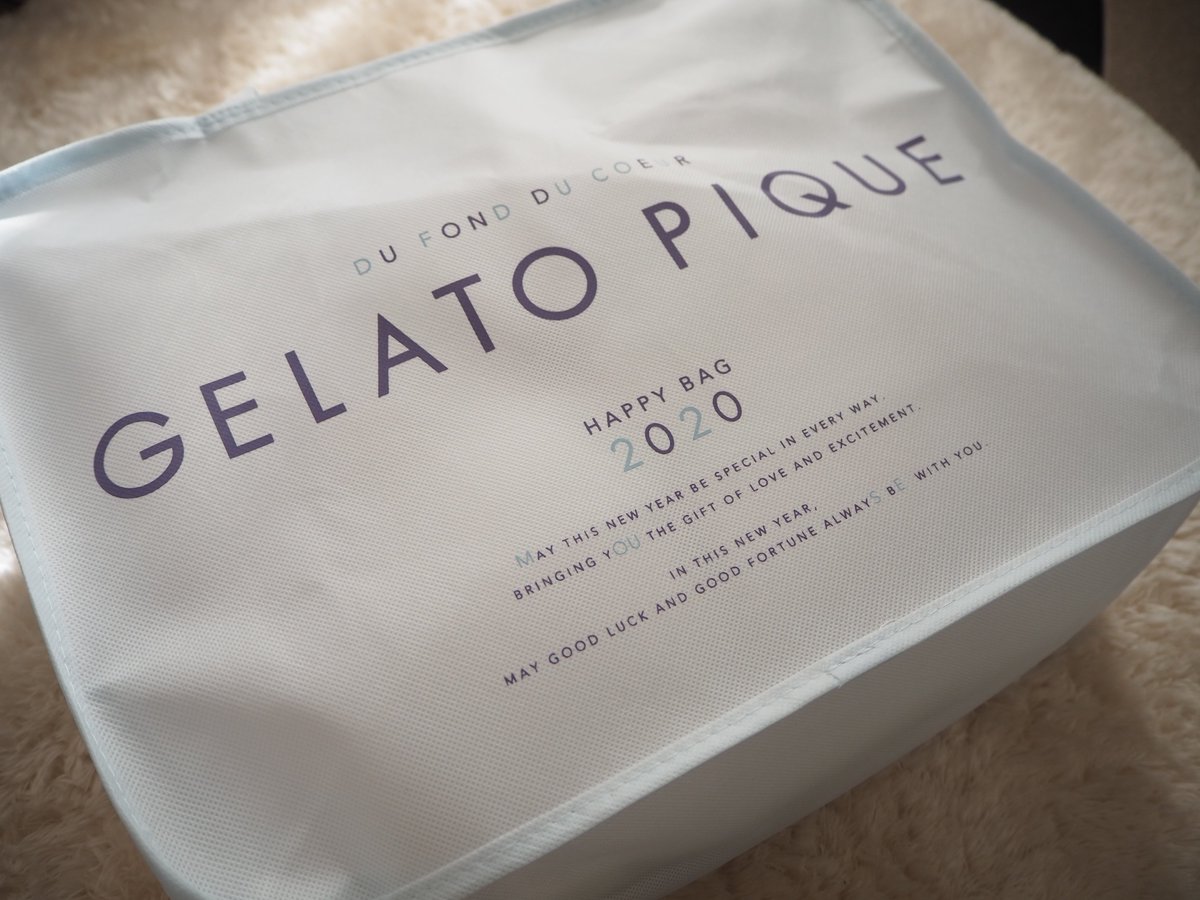 DU FOND DU COEUR
GELATO PIQUE
HAPPY BAG
2020
MAY THIS NEW YEAR BE SPECIAL IN EVERY WAY.
BRINGING YOU THE GIFT OF LOVE AND EXCITEMENT.
IN THIS NEW YEAR,
MAY GOOD LUCK AND GOOD FORTUNE ALWAYS BE WITH YOU.